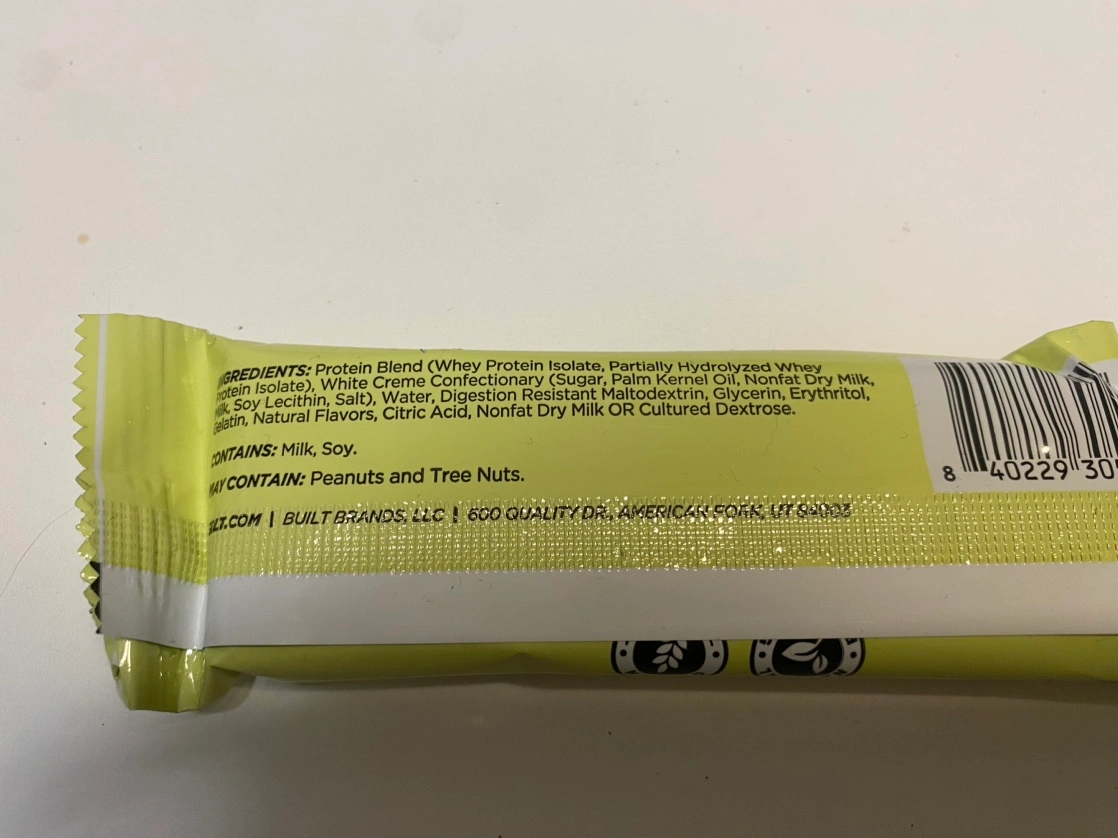 INGREDIENTS: Protein Blend (Whey Protein Isolate, Partially Hydrolyzed Whey
Protein Isolate), White Creme Confectionary (Sugar, Palm Kernel Oil, Nonfat Dry Milk,
Milk, Soy Lecithin, Salt), Water, Digestion Resistant Maltodextrin, Glycerin, Erythritol,
Gelatin, Natural Flavors, Citric Acid, Nonfat Dry Milk OR Cultured Dextrose.
CONTAINS: Milk, Soy.
MAY CONTAIN: Peanuts and Tree Nuts.
BUILT.COM | BUILT BRANDS, LLC | 600 QUALITY DR., AMERICAN FORK, UT 84003
8 40229 30